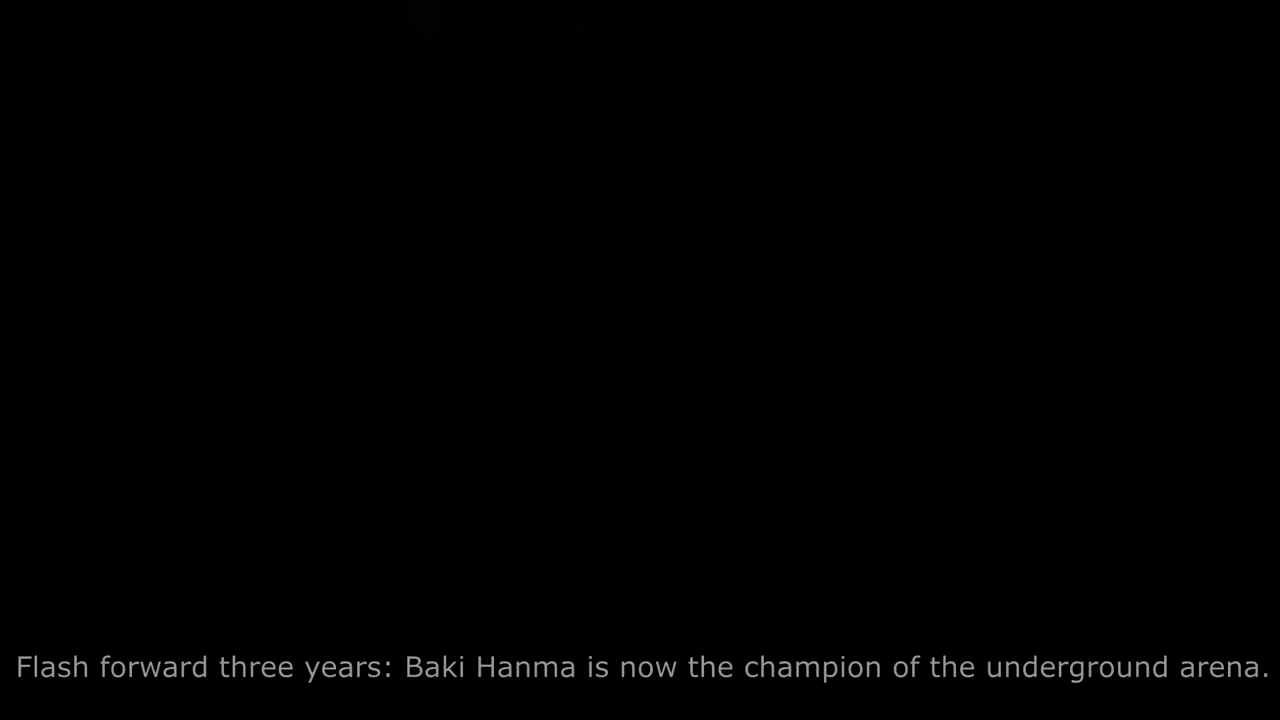 Flash forward three years: Baki Hanma is now the champion of the underground arena.